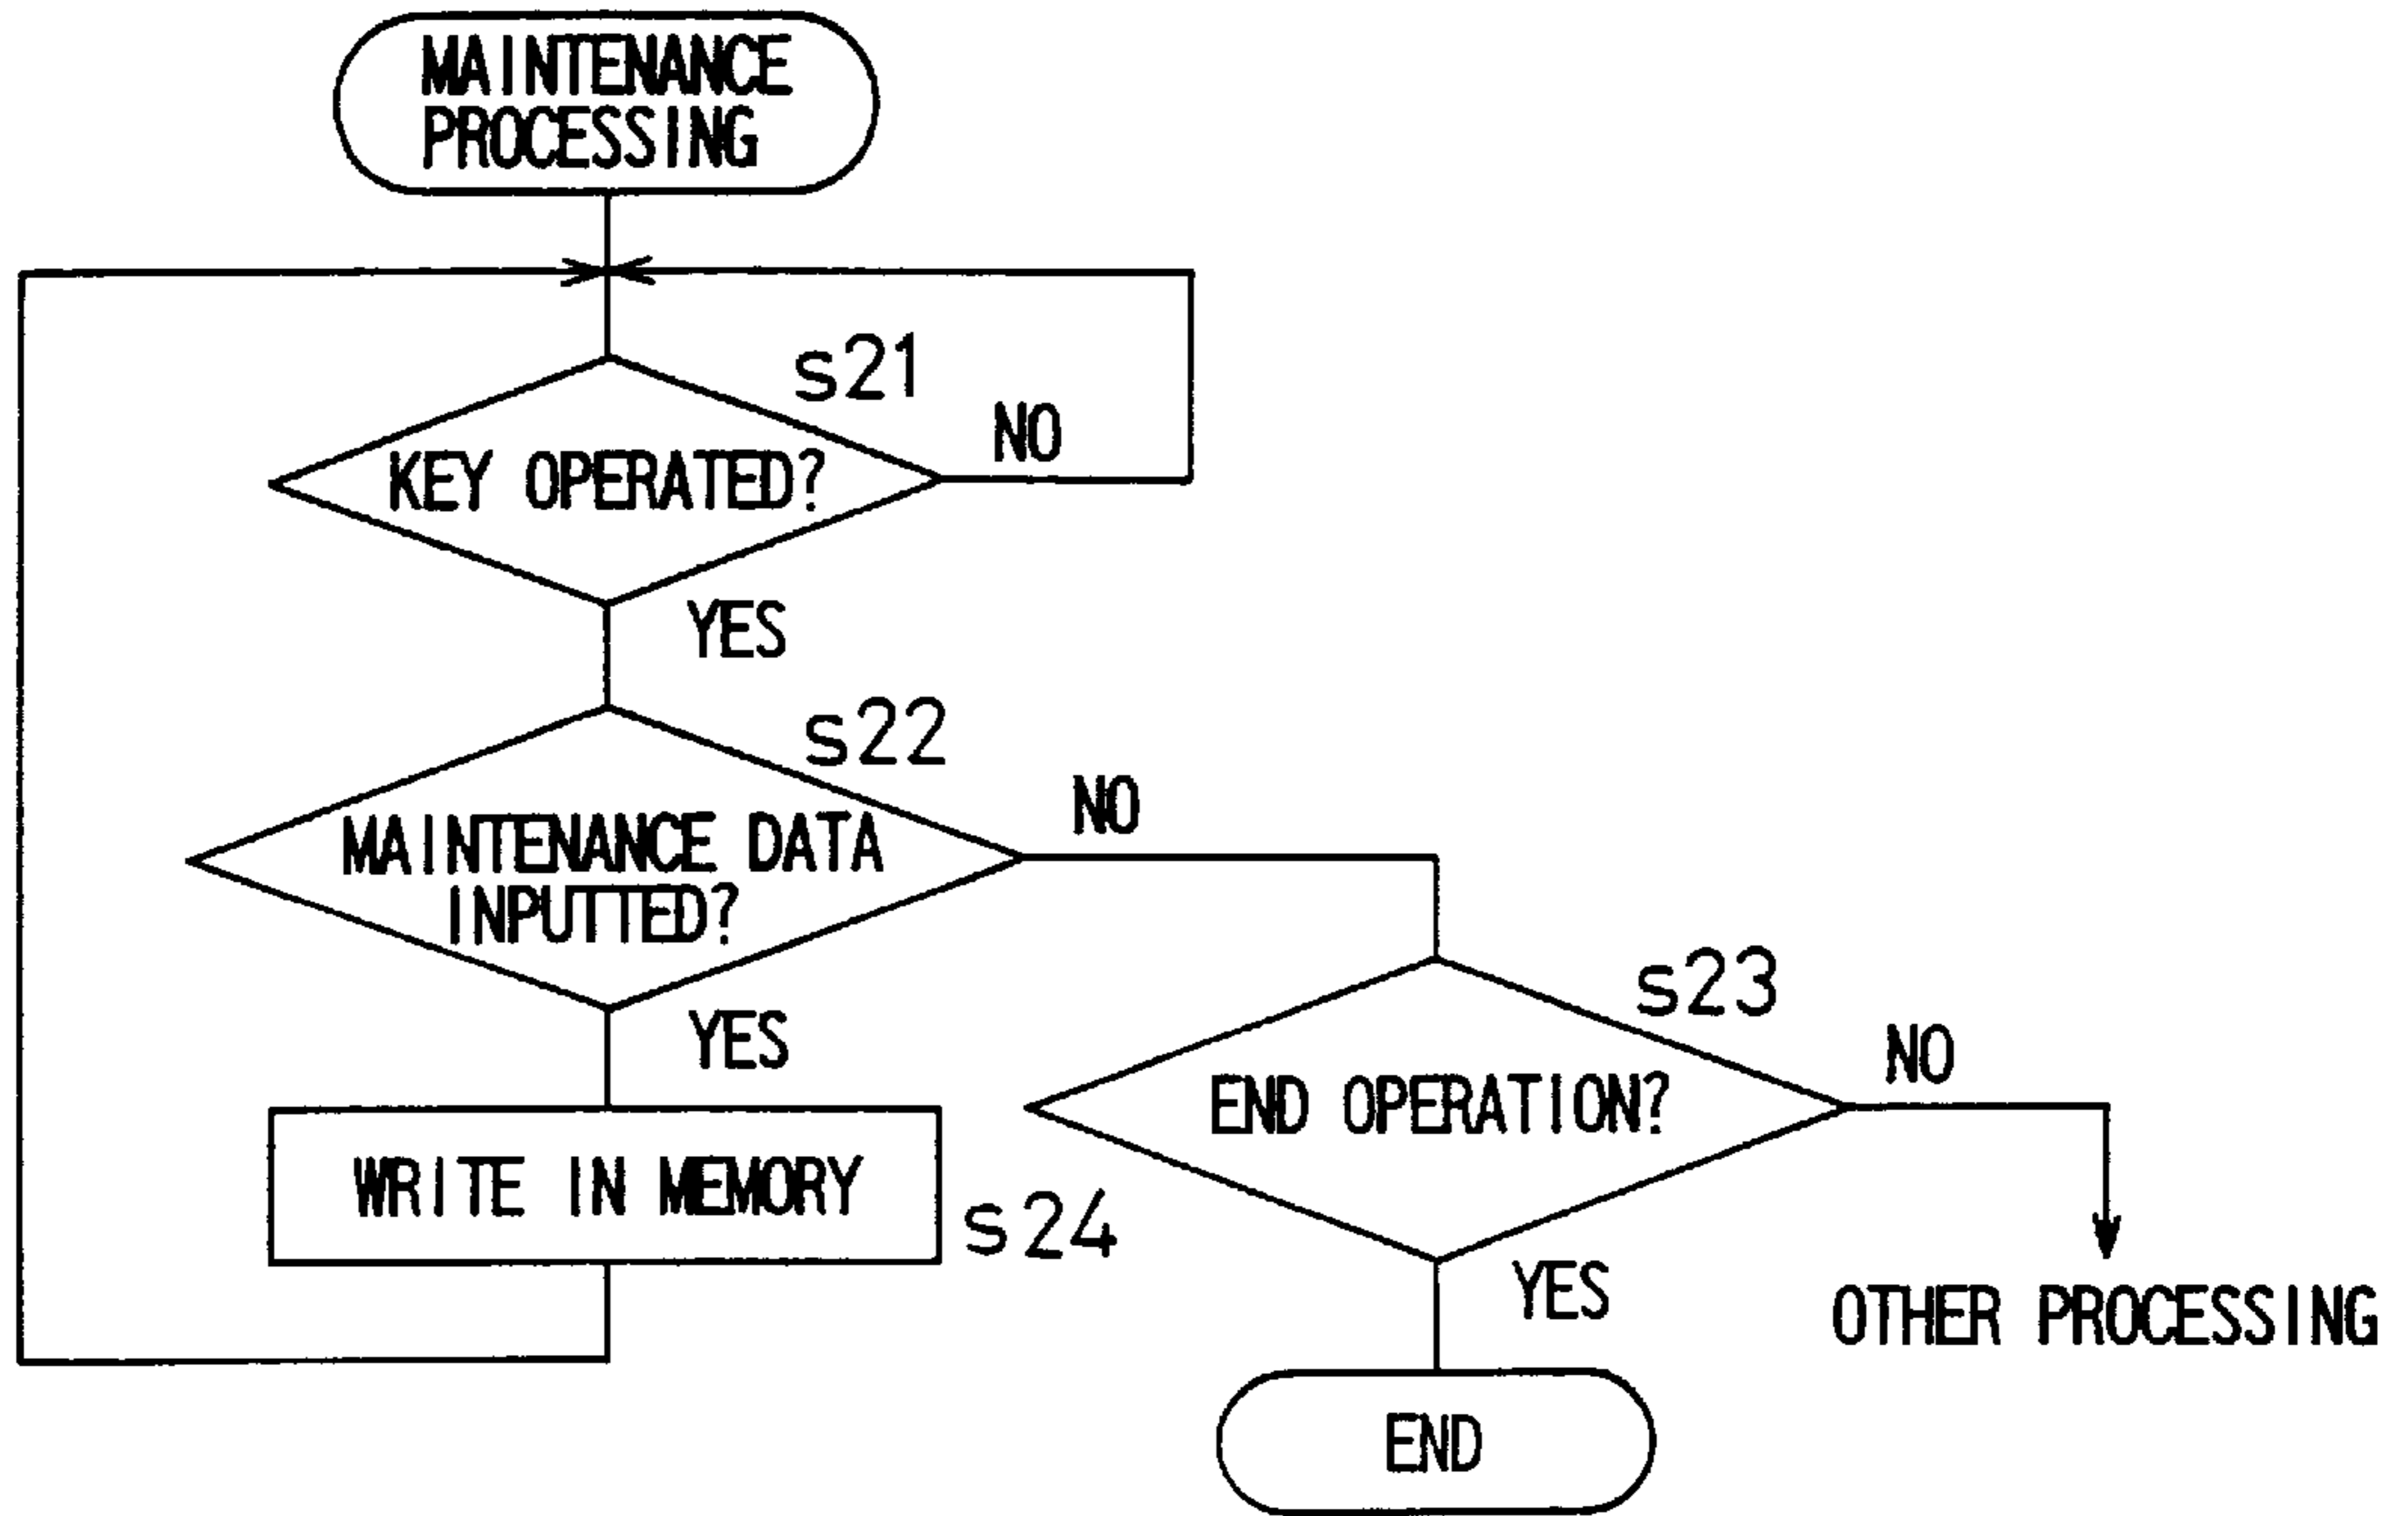 MAINTENANCE
PROCESSING
s21
NO
KEY OPERATED?
YES
s22
NO
MAINTENANCE DATA
INPUTTED?
YES
s23
NO
END OPERATION?
WRITE IN MEMORY
s24
YES
OTHER PROCESSING
END